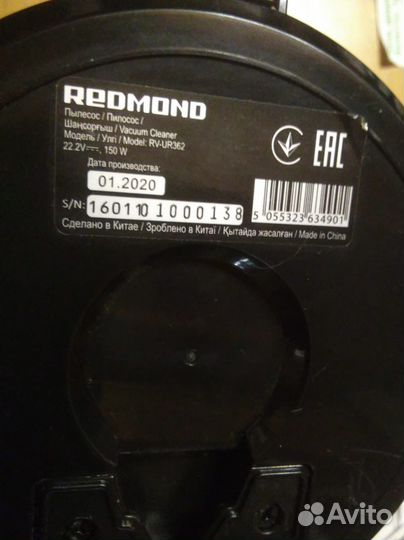 REDMOND
Пылесос / Пилосос /
Шаңсорғыш / Vacuum Cleaner
Модель / Үлгі / Model: RV-UR362
22.2V⎓, 150 W
EAC
Дата производства:
01.2020
S/N: 1601101000138
5 055323 634901
Сделано в Китае / Зроблено в Китаї / Қытайда жасалған / Made in China
Avito